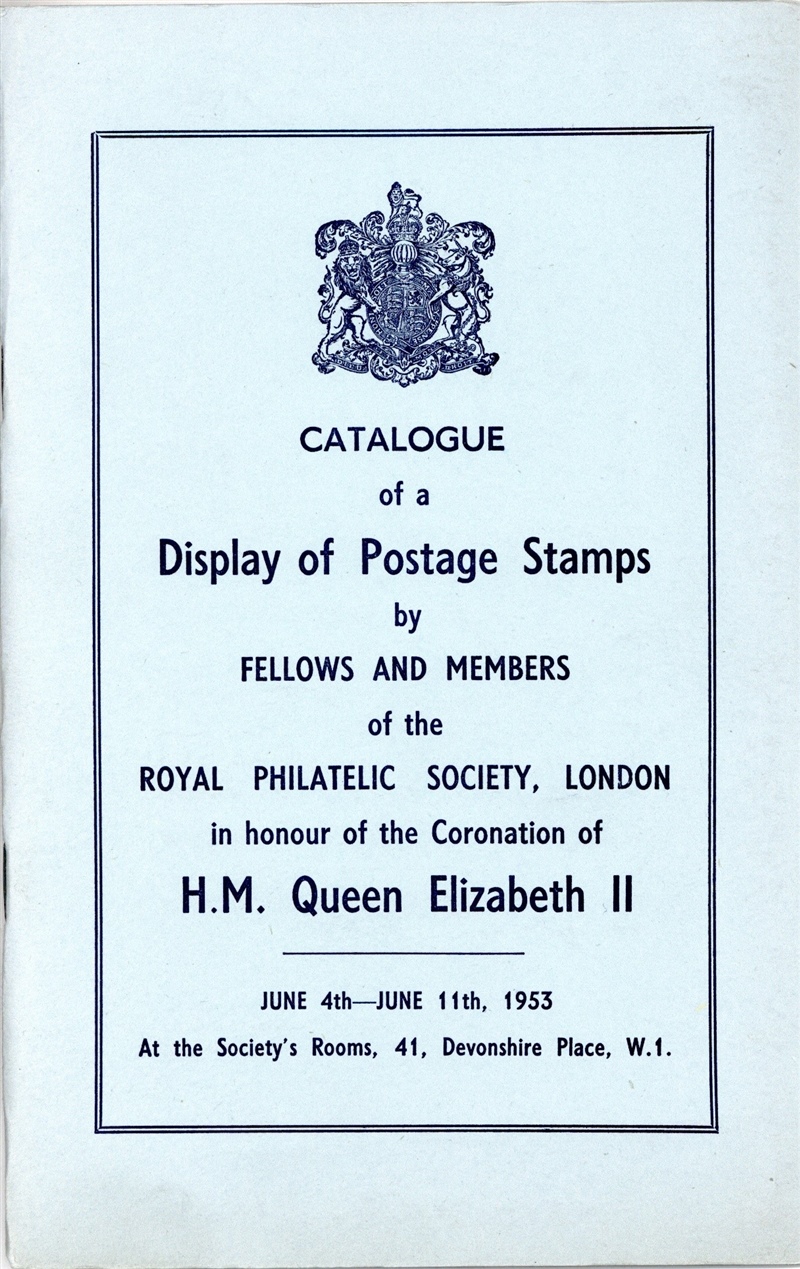 CATALOGUE
of a
Display of Postage Stamps
by
FELLOWS AND MEMBERS
of the
ROYAL PHILATELIC SOCIETY, LONDON
in honour of the Coronation of
H.M. Queen Elizabeth II
JUNE 4th—JUNE 11th, 1953
At the Society's Rooms, 41, Devonshire Place, W.1.